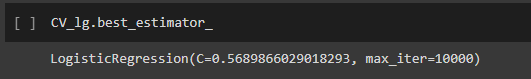 [ ] CV_lg.best_estimator_
LogisticRegression(C=0.5689866029018293, max_iter=10000)